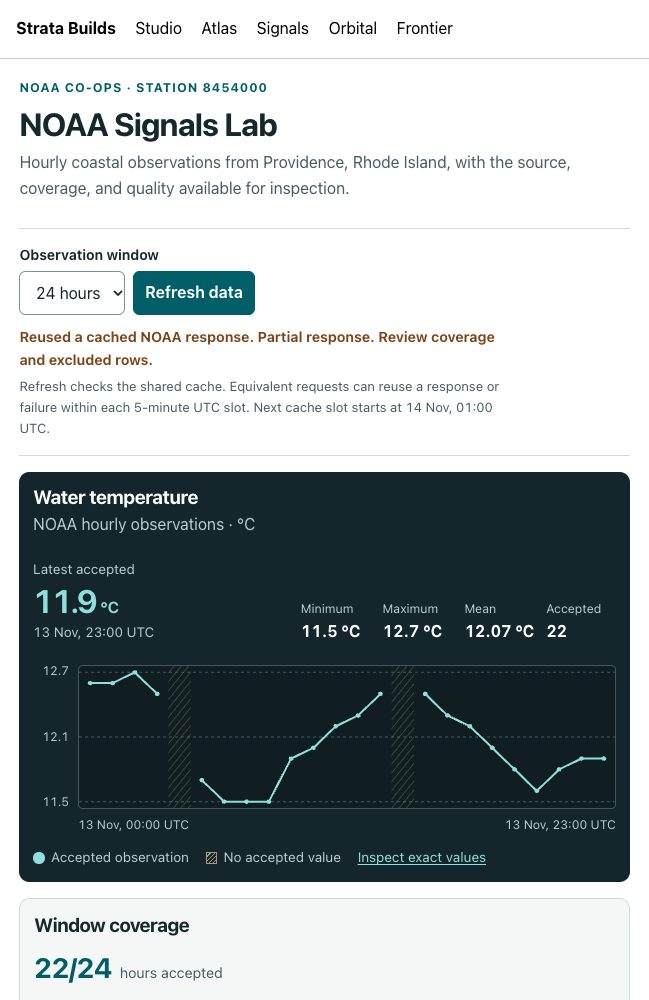 Strata Builds Studio Atlas Signals Orbital Frontier
NOAA CO-OPS · STATION 8454000
NOAA Signals Lab
Hourly coastal observations from Providence, Rhode Island, with the source,
coverage, and quality available for inspection.
Observation window
24 hours Refresh data
Reused a cached NOAA response. Partial response. Review coverage
and excluded rows.
Refresh checks the shared cache. Equivalent requests can reuse a response or
failure within each 5-minute UTC slot. Next cache slot starts at 14 Nov, 01:00
UTC.
Water temperature
NOAA hourly observations · °C
Latest accepted
11.9 °C
13 Nov, 23:00 UTC
Minimum Maximum Mean Accepted
11.5 °C 12.7 °C 12.07 °C 22
12.7
12.1
11.5
13 Nov, 00:00 UTC 13 Nov, 23:00 UTC
Accepted observation No accepted value Inspect exact values
Window coverage
22/24 hours accepted